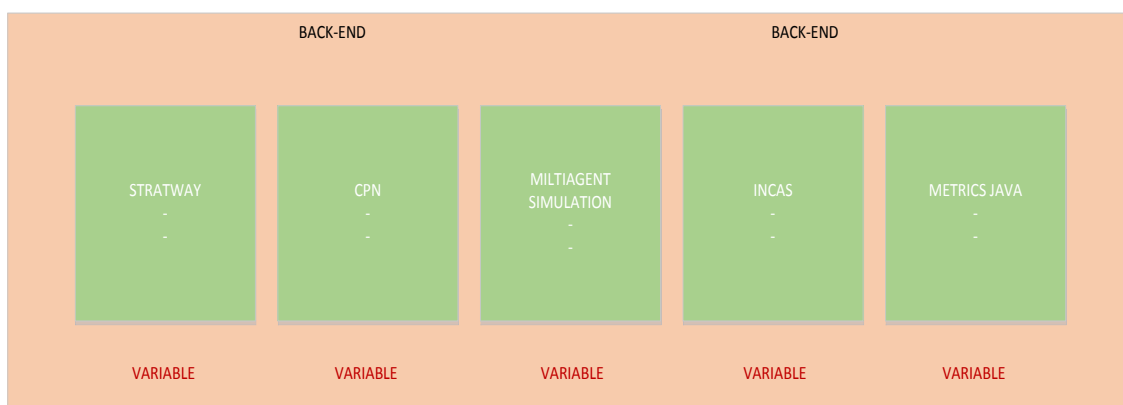 BACK-END BACK-END
STRATWAY
-
-
CPN
-
-
MILTIAGENT
SIMULATION
-
-
INCAS
-
-
METRICS JAVA
-
-
VARIABLE VARIABLE VARIABLE VARIABLE VARIABLE